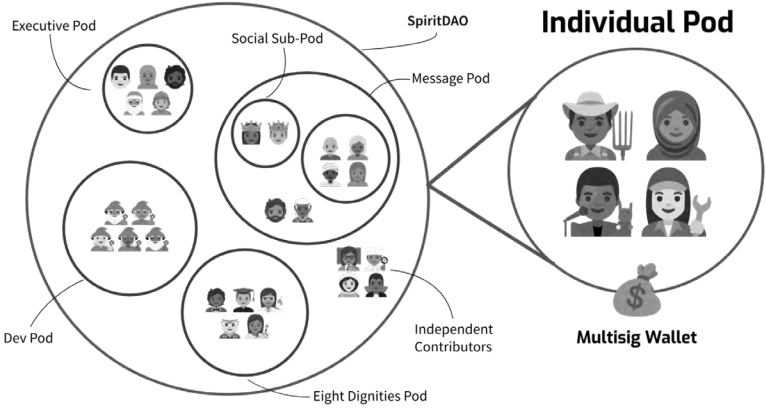 Executive Pod
SpiritDAO
Individual Pod
Social Sub-Pod
Message Pod
Dev Pod
Independent
Contributors
Eight Dignities Pod
$
Multisig Wallet